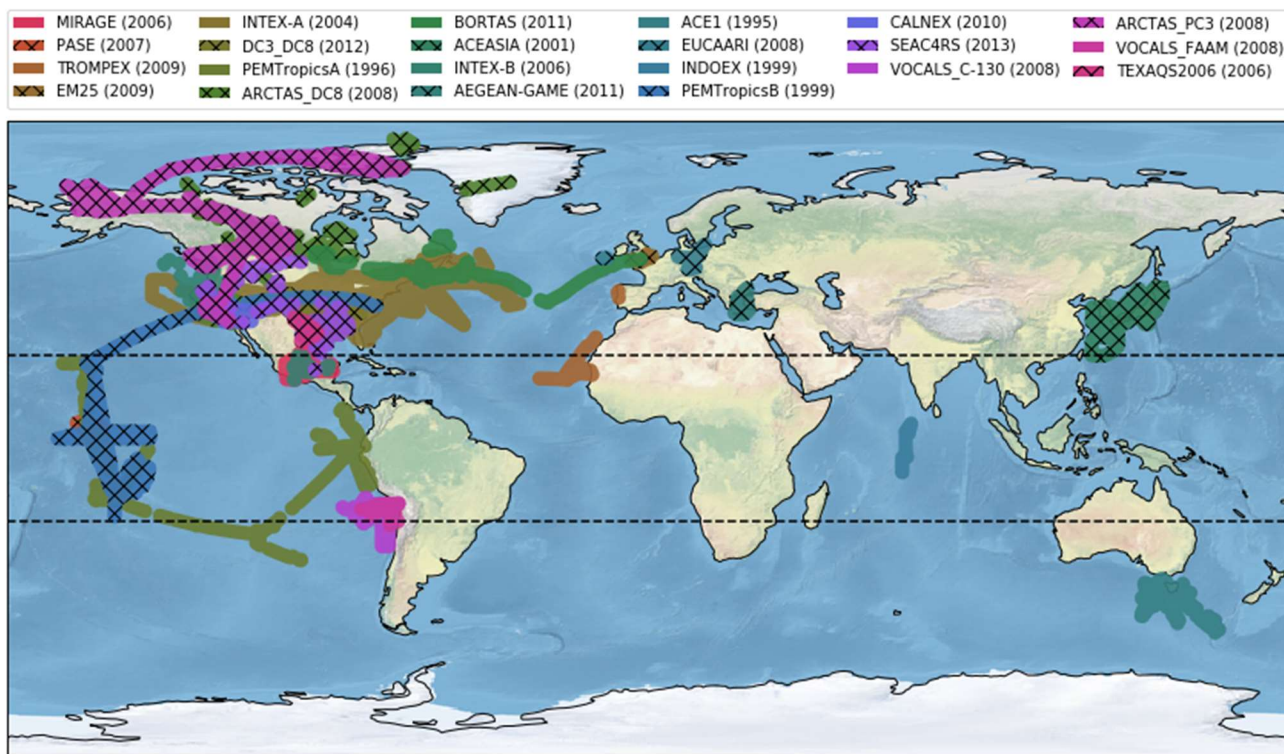 MIRAGE (2006) INTEX-A (2004) BORTAS (2011) ACE1 (1995) CALNEX (2010) ARCTAS_PC3 (2008)
PASE (2007) DC3_DC8 (2012) ACEASIA (2001) EUCAARI (2008) SEAC4RS (2013) VOCALS_FAAM (2008)
TROMPEX (2009) PEMTropicsA (1996) INTEX-B (2006) INDOEX (1999) VOCALS_C-130 (2008) TEXAQS2006 (2006)
EM25 (2009) ARCTAS_DC8 (2008) AEGEAN-GAME (2011) PEMTropicsB (1999)